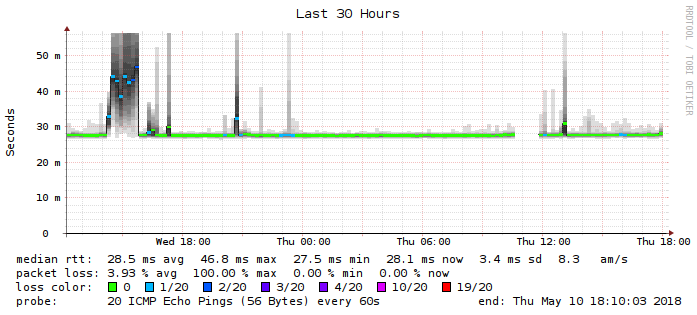 Last 30 Hours
RRDTOOL / TOBI OETIKER
Seconds
50 m
40 m
30 m
20 m
10 m
0
Wed 18:00 Thu 00:00 Thu 06:00 Thu 12:00 Thu 18:00
median rtt: 28.5 ms avg 46.8 ms max 27.5 ms min 28.1 ms now 3.4 ms sd 8.3 am/s
packet loss: 3.93 % avg 100.00 % max 0.00 % min 0.00 % now
loss color: 0 1/20 2/20 3/20 4/20 10/20 19/20
probe: 20 ICMP Echo Pings (56 Bytes) every 60s end: Thu May 10 18:10:03 2018